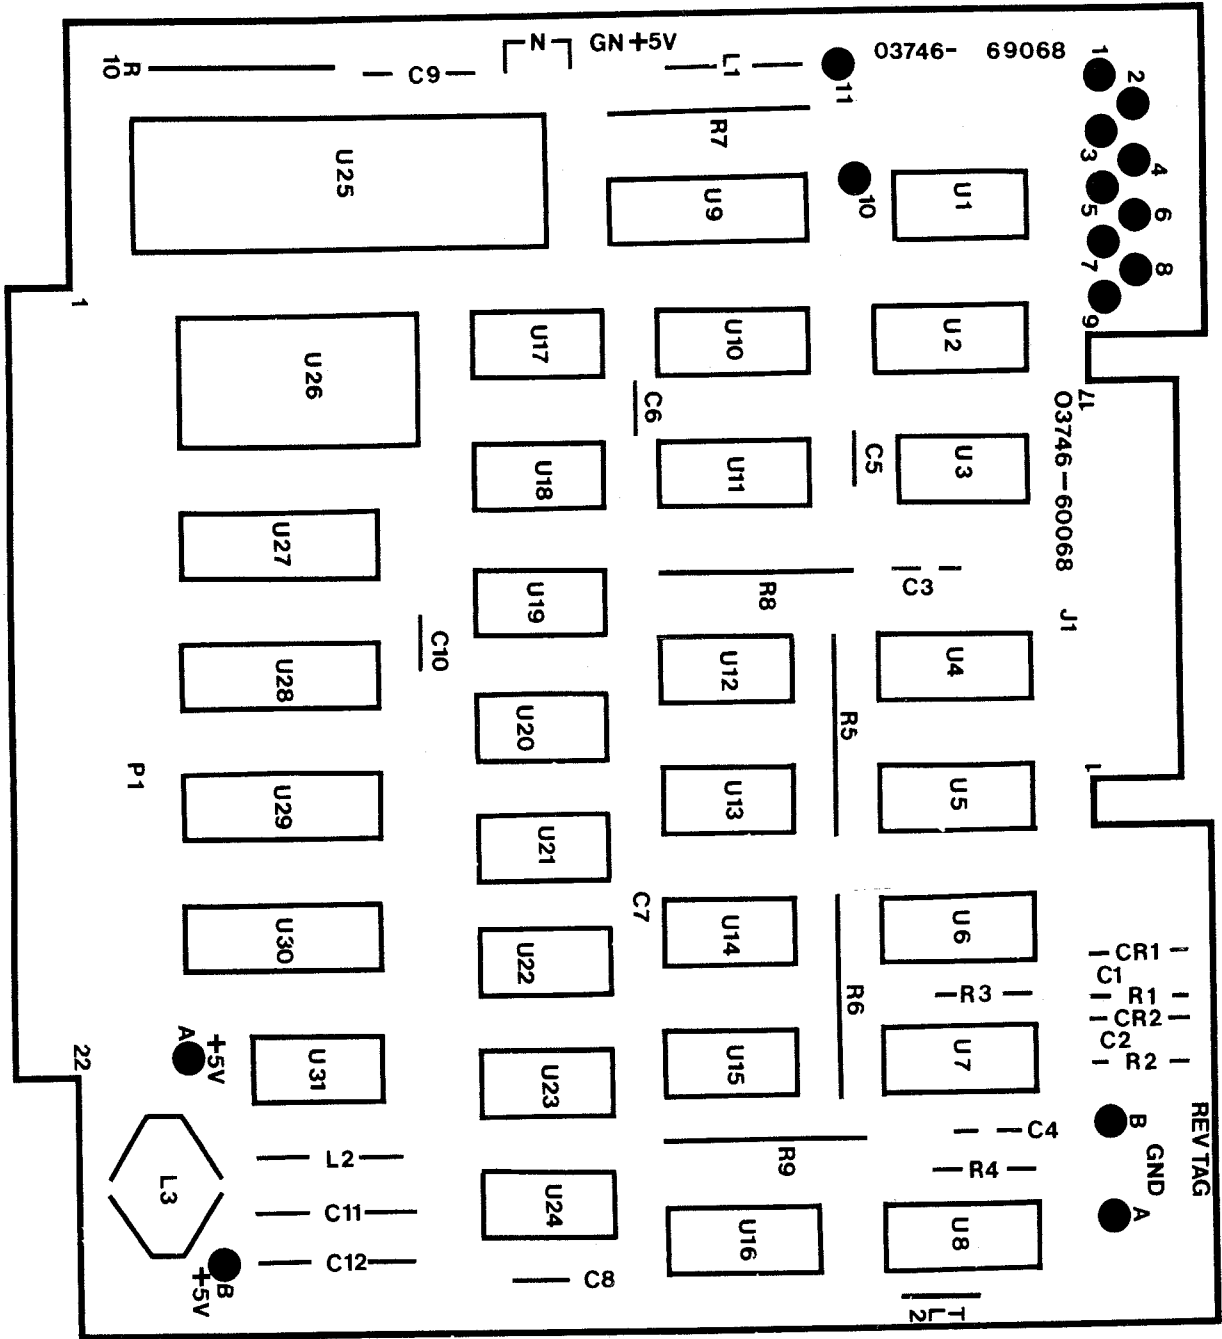 N
GN +5V
03746- 69068
R
10
C9
L1
11
1
2
3
4
5
6
7
8
9
R7
U25
U9
10
U1
1
U26
U17
U10
U2
C6
17
03746-60068
J1
U18
U11
C5
U3
U27
U19
R8
C3
C10
U28
U12
U4
R5
U20
P1
U29
U13
U5
1
U21
C7
U30
U22
U14
U6
CR1
C1
R3
R1
R6
CR2
C2
R2
22
A
+5V
U31
U23
U15
U7
B
GND
A
REV TAG
C4
L2
R9
R4
L3
C11
U24
U16
U8
C12
B
+5V
C8
TL2